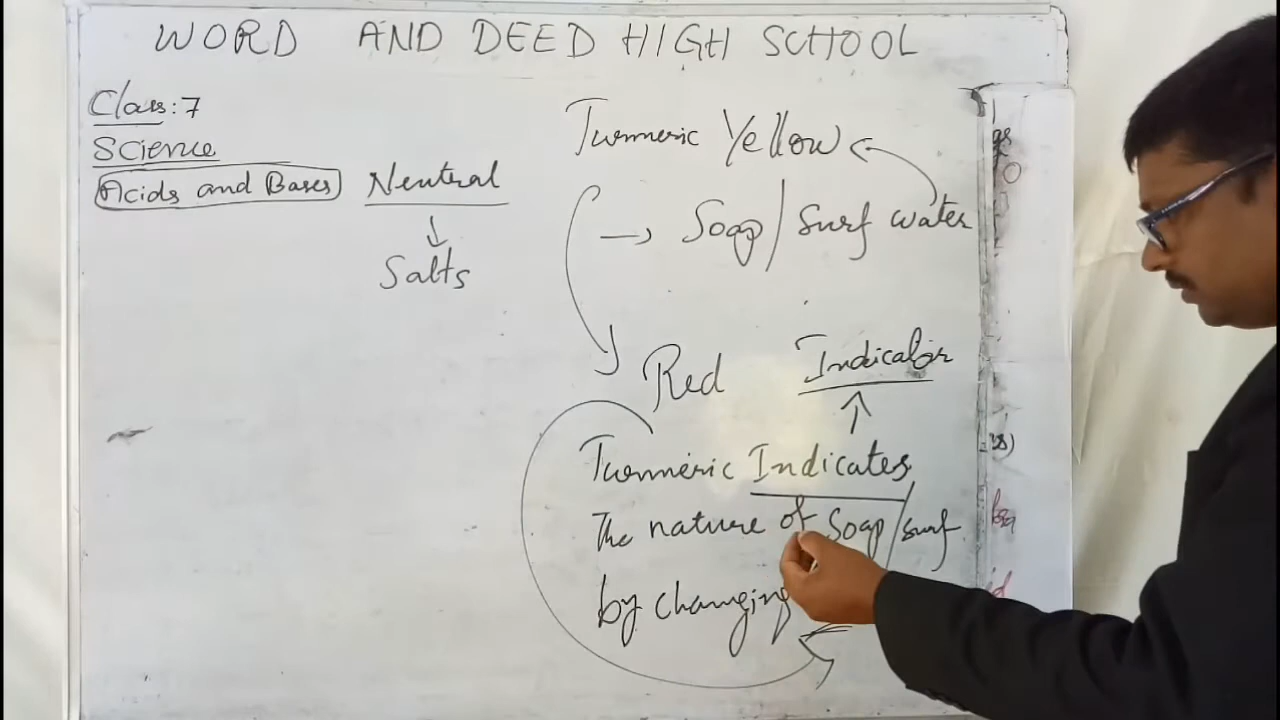 WORD AND DEED HIGH SCHOOL
Class: 7
Science
Acids and Bases Neutral
Salts
Turmeric Yellow
Soap/surf water
Red Indicator
Turmeric Indicates
The nature of Soap/surf
by changing